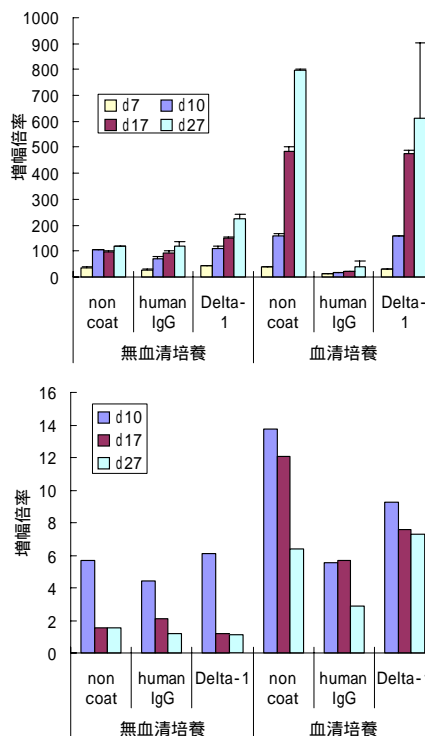 1000
900
800
700
600
500
400
300
200
100
0
増幅倍率
d7 d10
d17 d27
non coat
human IgG
Delta-1
non coat
human IgG
Delta-1
無血清培養
血清培養
16
14
12
10
8
6
4
2
0
増幅倍率
d10
d17
d27
non coat
human IgG
Delta-1
non coat
human IgG
Delta-1
無血清培養
血清培養